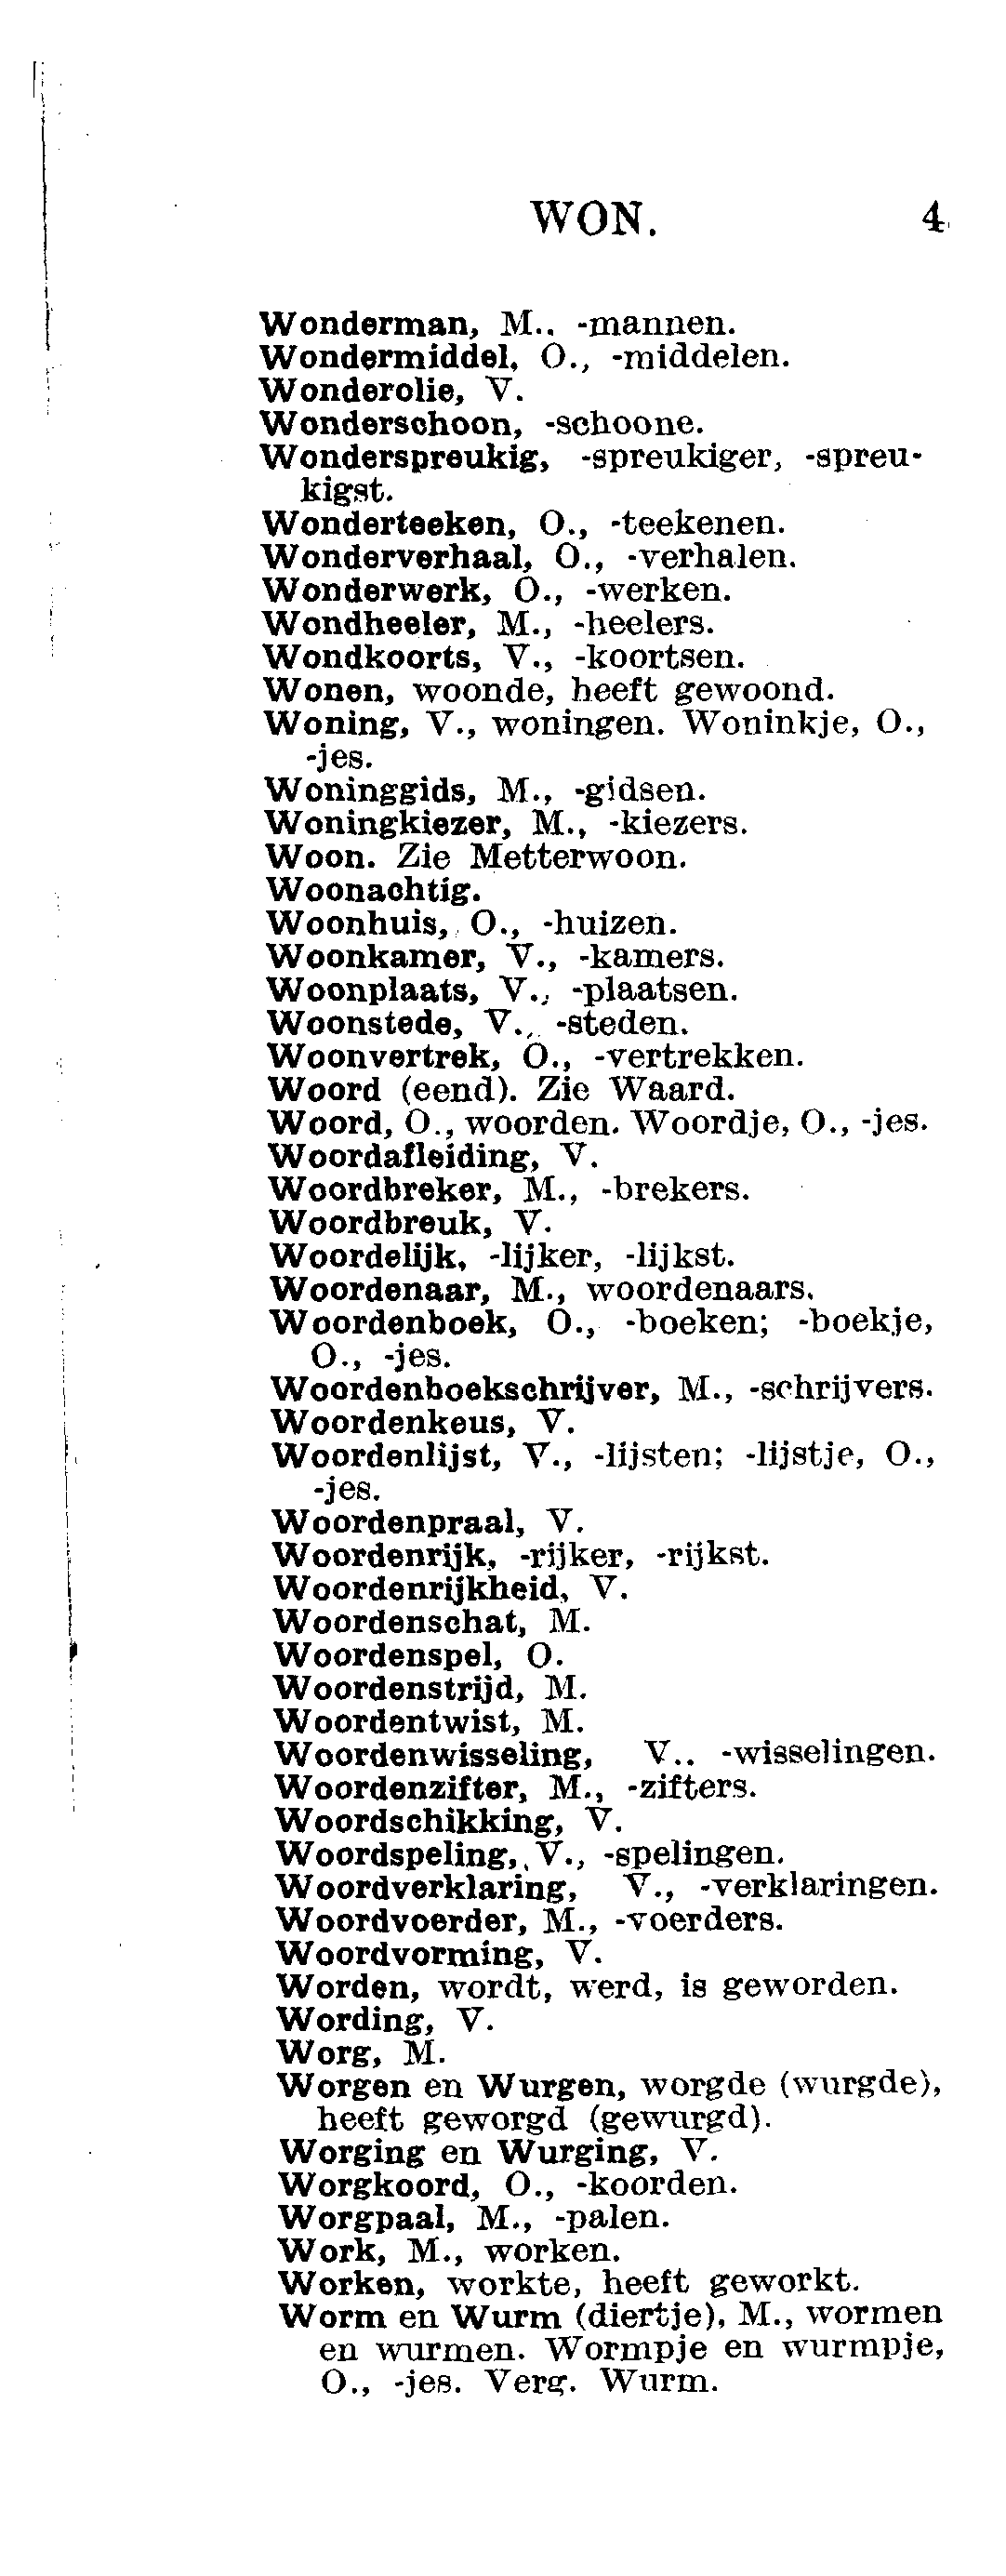 WON. 4
Wonderman, M., -mannen.
Wondermiddel, O., -middelen.
Wonderolie, V.
Wonderschoon, -schoone.
Wonderspreukig, -spreukiger, -spreu-
kigst.
Wonderteeken, O., -teekenen.
Wonderverhaal, O., -verhalen.
Wonderwerk, O., -werken.
Wondheeler, M., -heelers.
Wondkoorts, V., -koortsen.
Wonen, woonde, heeft gewoond.
Woning, V., woningen. Woninkje, O.,
-jes.
Woninggids, M., -gidsen.
Woningkiezer, M., -kiezers.
Woon. Zie Metterwoon.
Woonachtig.
Woonhuis, O., -huizen.
Woonkamer, V., -kamers.
Woonplaats, V., -plaatsen.
Woonstede, V., -steden.
Woonvertrek, O., -vertrekken.
Woord (eend). Zie Waard.
Woord, O., woorden. Woordje, O., -jes.
Woordafleiding, V.
Woordbreker, M., -brekers.
Woordbreuk, V.
Woordelijk, -lijker, -lijkst.
Woordenaar, M., woordenaars.
Woordenboek, O., -boeken; -boekje,
O., -jes.
Woordenboekschrijver, M., -schrijvers.
Woordenkeus, V.
Woordenlijst, V., -lijsten; -lijstje, O.,
-jes.
Woordenpraal, V.
Woordenrijk, -rijker, -rijkst.
Woordenrijkheid, V.
Woordenschat, M.
Woordenspel, O.
Woordenstrijd, M.
Woordentwist, M.
Woordenwisseling, V.. -wisselingen.
Woordenzifter, M., -zifters.
Woordschikking, V.
Woordspeling, V., -spelingen.
Woordverklaring, V., -verklaringen.
Woordvoerder, M., -voerders.
Woordvorming, V.
Worden, wordt, werd, is geworden.
Wording, V.
Worg, M.
Worgen en Wurgen, worgde (wurgde),
heeft geworgd (gewurgd).
Worging en Wurging, V.
Worgkoord, O., -koorden.
Worgpaal, M., -palen.
Work, M., worken.
Worken, workte, heeft geworkt.
Worm en Wurm (diertje), M., wormen
en wurmen. Wormpje en wurmpje,
O., -jes. Verg. Wurm.